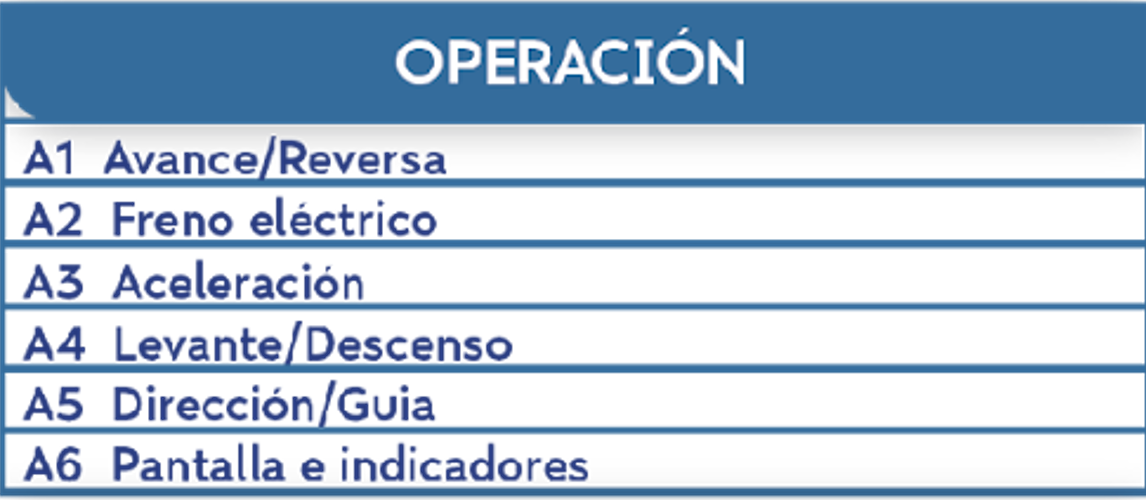 OPERACIÓN
A1 Avance/Reversa
A2 Freno eléctrico
A3 Aceleración
A4 Levante/Descenso
A5 Dirección/Guia
A6 Pantalla e indicadores